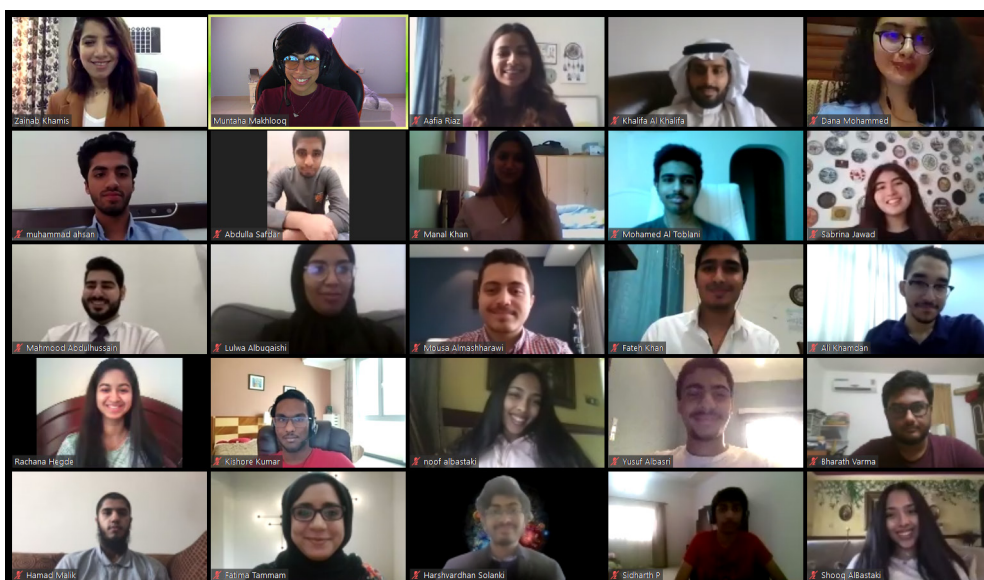 Zainab Khamis
Muntaha Makhlooq
Aafia Riaz
Khalifa Al Khalifa
Dana Mohammed
muhammad ahsan
Abdulla Safdar
Manal Khan
Mohamed Al Toblani
Sabrina Jawad
Mahmood Abdulhussain
Lulwa Albuqaishi
Mousa Almashharawi
Fateh Khan
Ali Khamdan
Rachana Hegde
Kishore Kumar
noof albastaki
Yusuf Albasri
Bharath Varma
Hamad Malik
Fatima Tammam
Harshvardhan Solanki
Sidharth P
Shooq AlBastaki